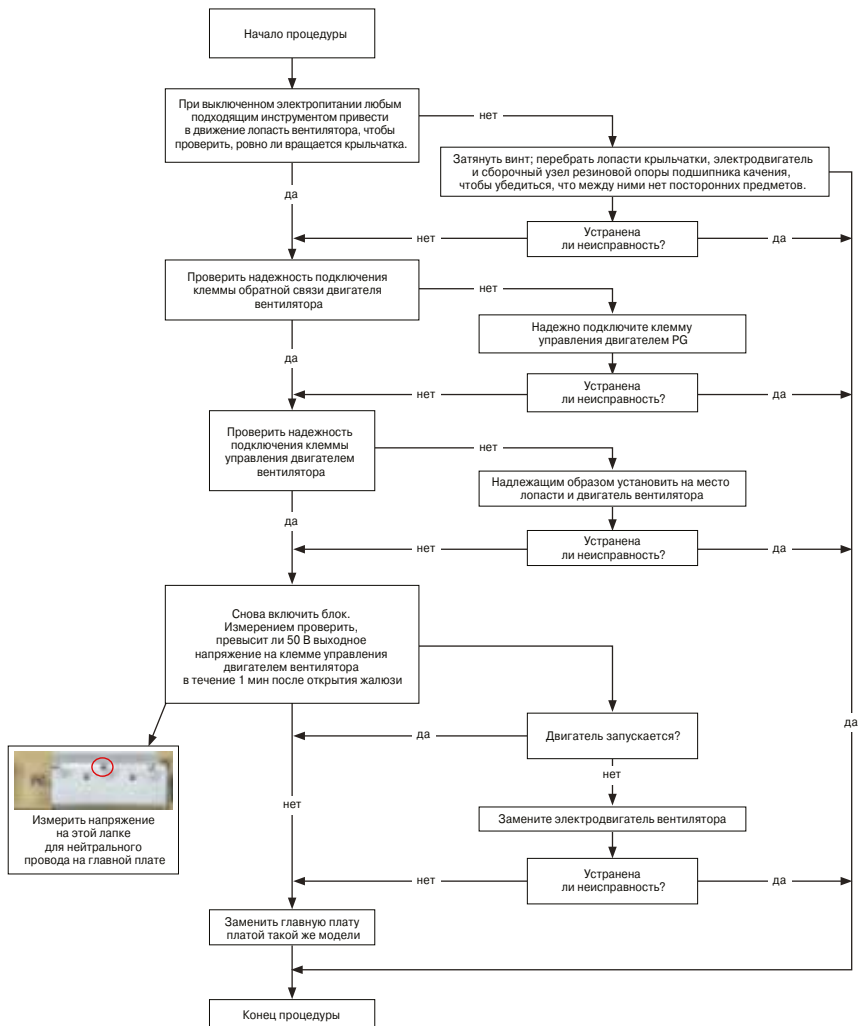 Начало процедуры
При выключенном электропитании любым
подходящим инструментом привести
в движение лопасть вентилятора, чтобы
проверить, ровно ли вращается крыльчатка.
нет
Затянуть винт; перебрать лопасти крыльчатки, электродвигатель
и сборочный узел резиновой опоры подшипника качения,
чтобы убедиться, что между ними нет посторонних предметов.
да
нет
Устранена
ли неисправность?
да
Проверить надежность подключения
клеммы обратной связи двигателя
вентилятора
нет
Надежно подключите клемму
управления двигателем PG
да
нет
Устранена
ли неисправность?
да
Проверить надежность
подключения клеммы
управления двигателем
вентилятора
нет
Надлежащим образом установить на место
лопасти и двигатель вентилятора
да
нет
Устранена
ли неисправность?
да
Снова включить блок.
Измерением проверить,
превысит ли 50 В выходное
напряжение на клемме управления
двигателем вентилятора
в течение 1 мин после открытия жалюзи
да
Двигатель запускается?
да
нет
Измерить напряжение
на этой лапке
для нейтрального
провода на главной плате
нет
Замените электродвигатель вентилятора
нет
Устранена
ли неисправность?
да
Заменить главную плату
платой такой же модели
Конец процедуры